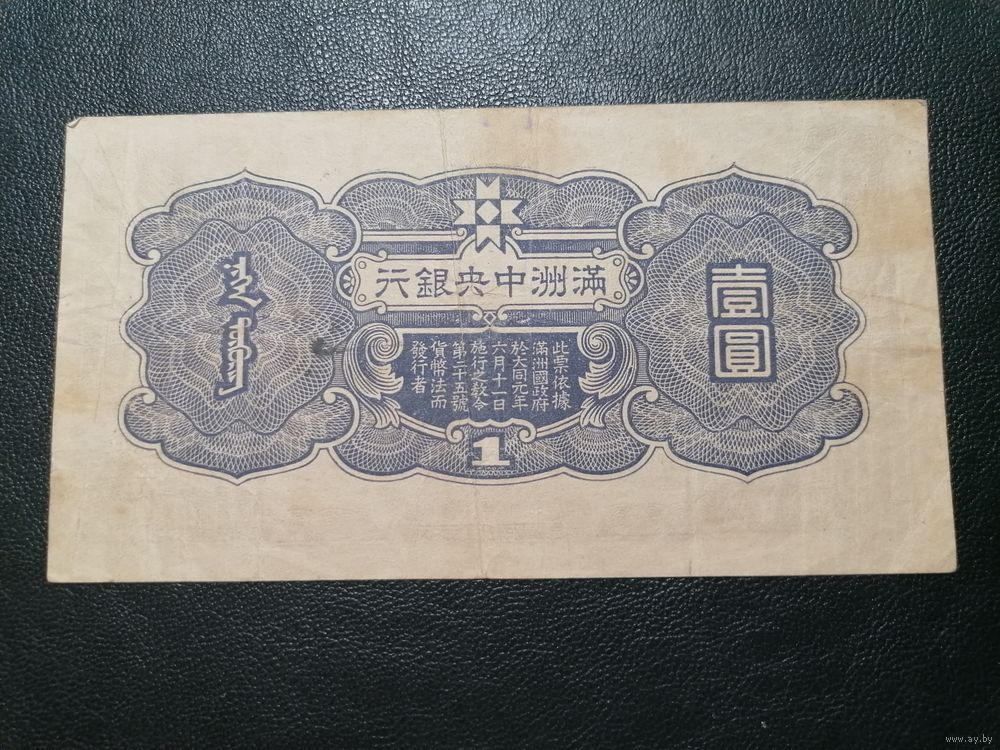 滿洲中央銀行
壹圓
此票依據
滿洲國政府
於大同元年
六月十一日
施行之教令
第二十五號
貨幣法而
發行者
1
www.ay.by